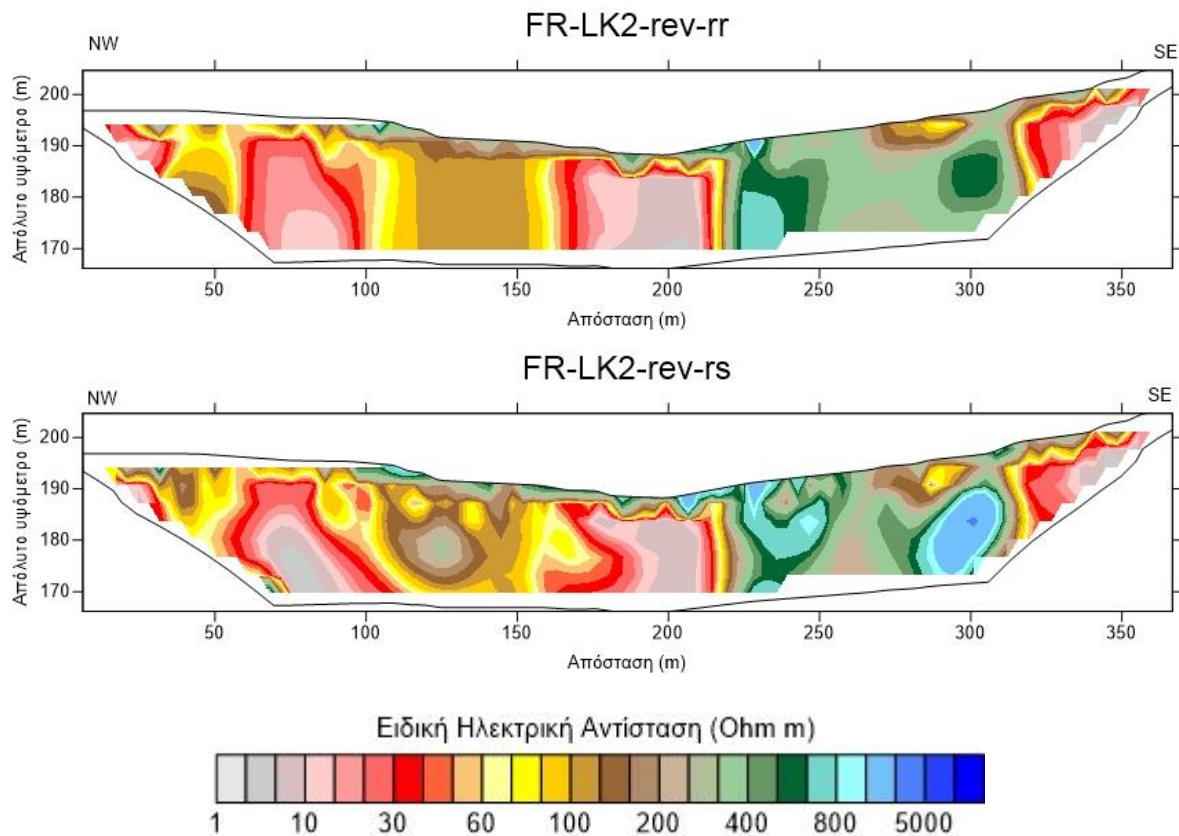 FR-LK2-rev-rr
NW
SE
Απόλυτο υψόμετρο (m)
200
190
180
170
50 100 150 200 250 300 350
Απόσταση (m)
FR-LK2-rev-rs
NW
SE
Απόλυτο υψόμετρο (m)
200
190
180
170
50 100 150 200 250 300 350
Απόσταση (m)
Ειδική Ηλεκτρική Αντίσταση (Ohm m)
1 10 30 60 100 200 400 800 5000